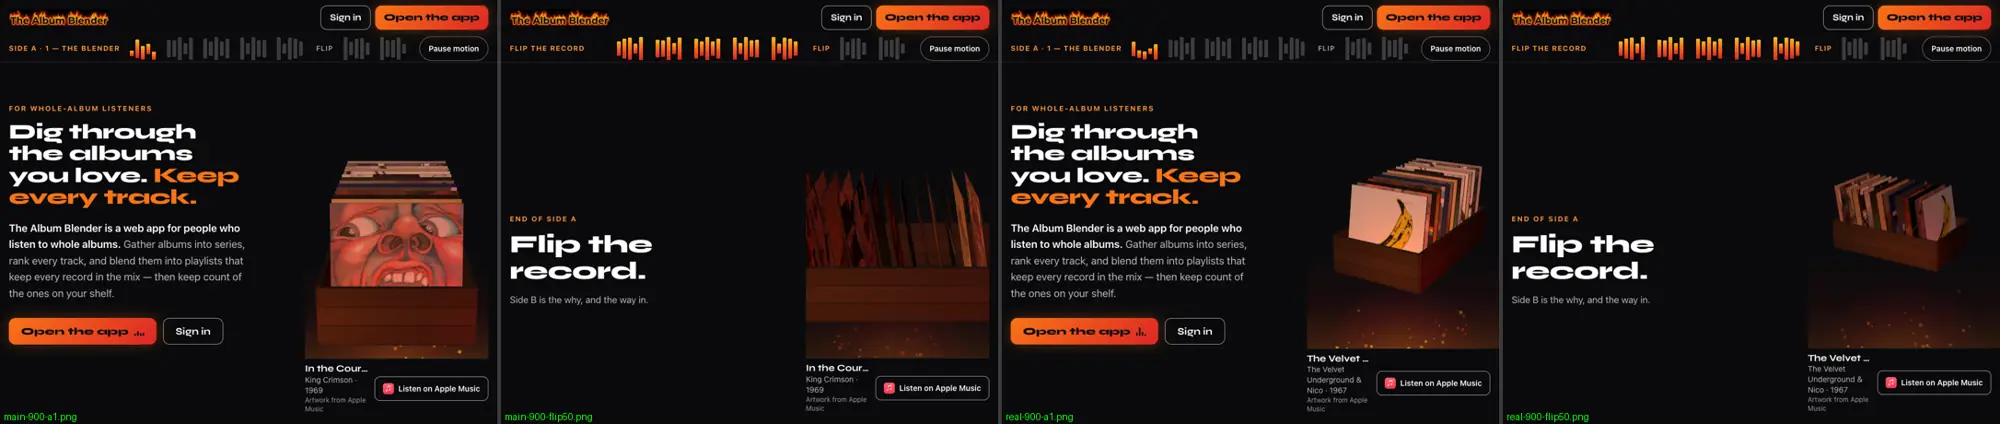 The Album Blender
Sign in
Open the app
SIDE A · 1 — THE BLENDER
FLIP
Pause motion
FOR WHOLE-ALBUM LISTENERS
Dig through
the albums
you love. Keep
every track.
The Album Blender is a web app for people who
listen to whole albums. Gather albums into series,
rank every track, and blend them into playlists that
keep every record in the mix — then keep count of
the ones on your shelf.
Open the app
Sign in
In the Cour...
King Crimson ·
1969
Artwork from Apple
Music
Listen on Apple Music
main-900-a1.png
The Album Blender
Sign in
Open the app
FLIP THE RECORD
FLIP
Pause motion
END OF SIDE A
Flip the
record.
Side B is the why, and the way in.
In the Cour...
King Crimson ·
1969
Artwork from Apple
Music
Listen on Apple Music
main-900-flip50.png
The Album Blender
Sign in
Open the app
SIDE A · 1 — THE BLENDER
FLIP
Pause motion
FOR WHOLE-ALBUM LISTENERS
Dig through
the albums
you love. Keep
every track.
The Album Blender is a web app for people who
listen to whole albums. Gather albums into series,
rank every track, and blend them into playlists that
keep every record in the mix — then keep count of
the ones on your shelf.
Open the app
Sign in
The Velvet ...
The Velvet
Underground &
Nico · 1967
Artwork from Apple
Music
Listen on Apple Music
real-900-a1.png
The Album Blender
Sign in
Open the app
FLIP THE RECORD
FLIP
Pause motion
END OF SIDE A
Flip the
record.
Side B is the why, and the way in.
The Velvet ...
The Velvet
Underground &
Nico · 1967
Artwork from Apple
Music
Listen on Apple Music
real-900-flip50.png